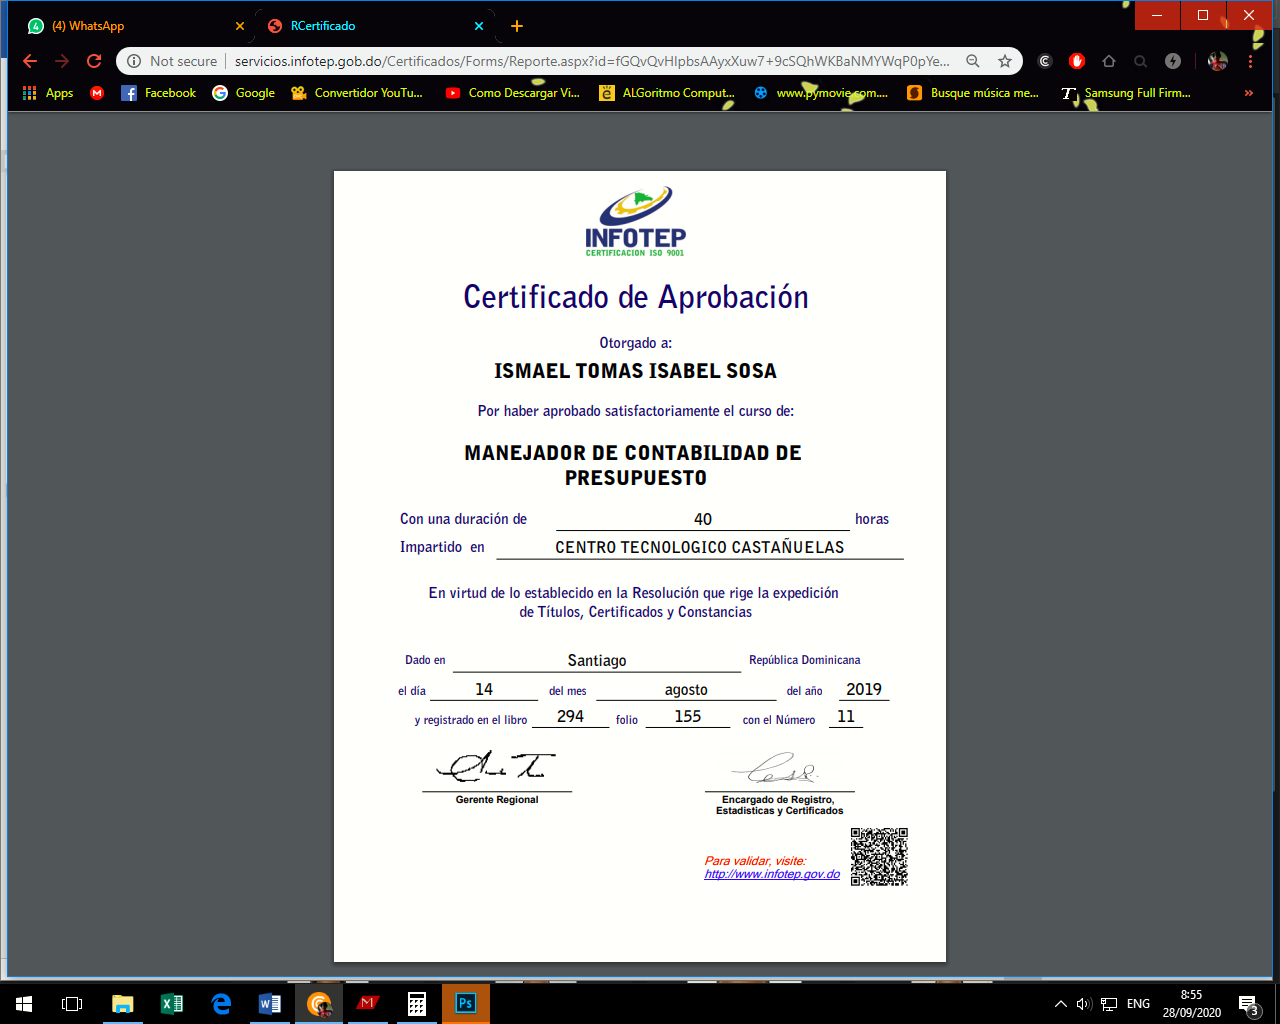 (4) WhatsApp
RCertificado
Not secure
servicios.infotep.gob.do/Certificados/Forms/Reporte.aspx?id=fGQvQvHIpbsAAyxXuw7+9cSQhWKBaNMYWqP0pYe...
Apps
Facebook
Google
Convertidor YouTu...
Como Descargar Vi...
ALGoritmo Comput...
www.pymovie.com....
Busque música me...
Samsung Full Firm...
INFOTEP
CERTIFICACION ISO 9001
Certificado de Aprobación
Otorgado a:
ISMAEL TOMAS ISABEL SOSA
Por haber aprobado satisfactoriamente el curso de:
MANEJADOR DE CONTABILIDAD DE
PRESUPUESTO
Con una duración de 40 horas
Impartido en CENTRO TECNOLOGICO CASTAÑUELAS
En virtud de lo establecido en la Resolución que rige la expedición
de Títulos, Certificados y Constancias
Dado en Santiago República Dominicana
el día 14 del mes agosto del año 2019
y registrado en el libro 294 folio 155 con el Número 11
Gerente Regional
Encargado de Registro,
Estadisticas y Certificados
Para validar, visite:
http://www.infotep.gov.do
ENG
8:55
28/09/2020
3